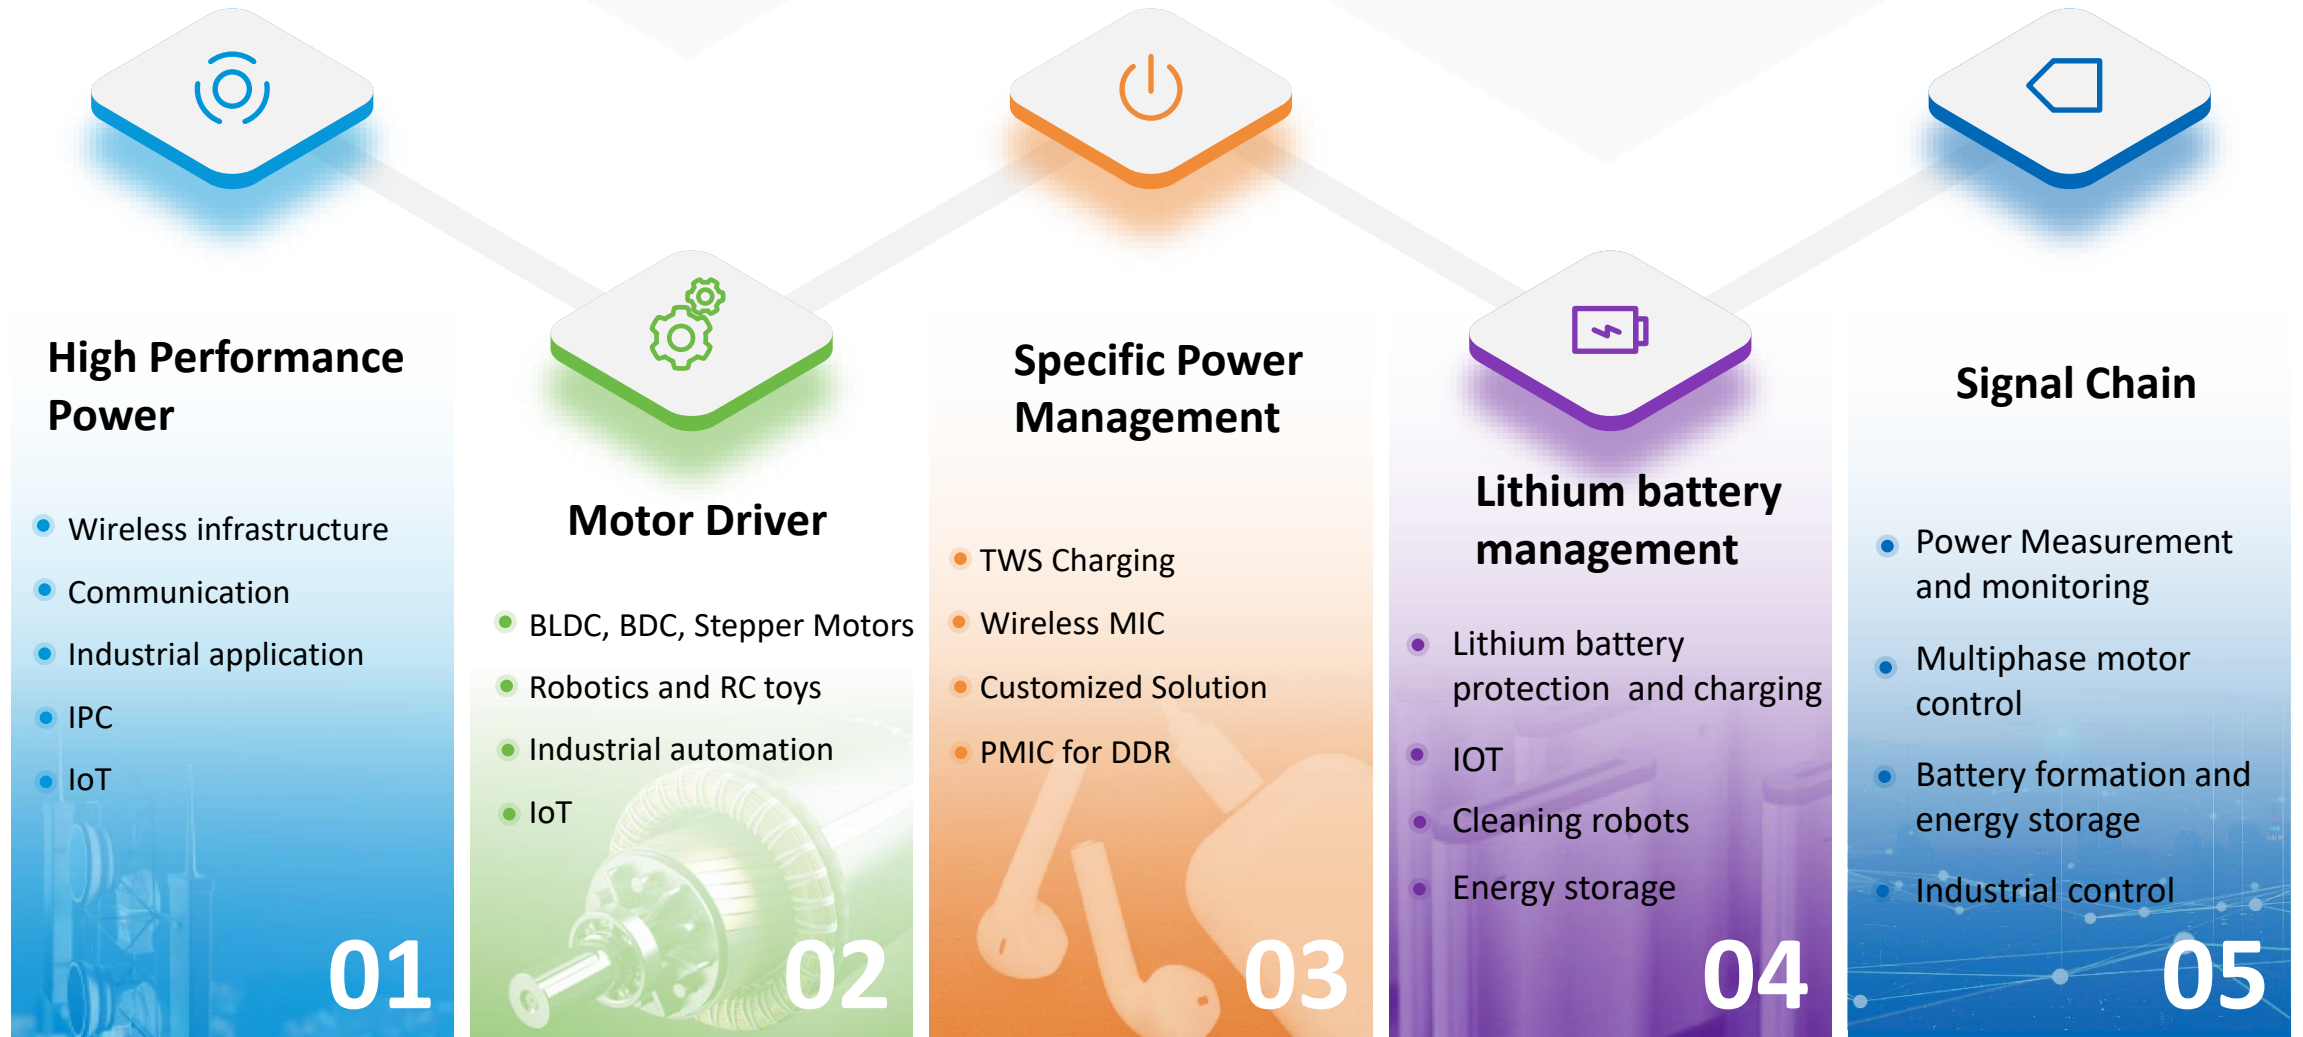 High Performance
Power
Wireless infrastructure
Communication
Industrial application
IPC
IoT
01
Motor Driver
BLDC, BDC, Stepper Motors
Robotics and RC toys
Industrial automation
IoT
02
Specific Power
Management
TWS Charging
Wireless MIC
Customized Solution
PMIC for DDR
03
Lithium battery
management
Lithium battery
protection and charging
IOT
Cleaning robots
Energy storage
04
Signal Chain
Power Measurement
and monitoring
Multiphase motor
control
Battery formation and
energy storage
Industrial control
05